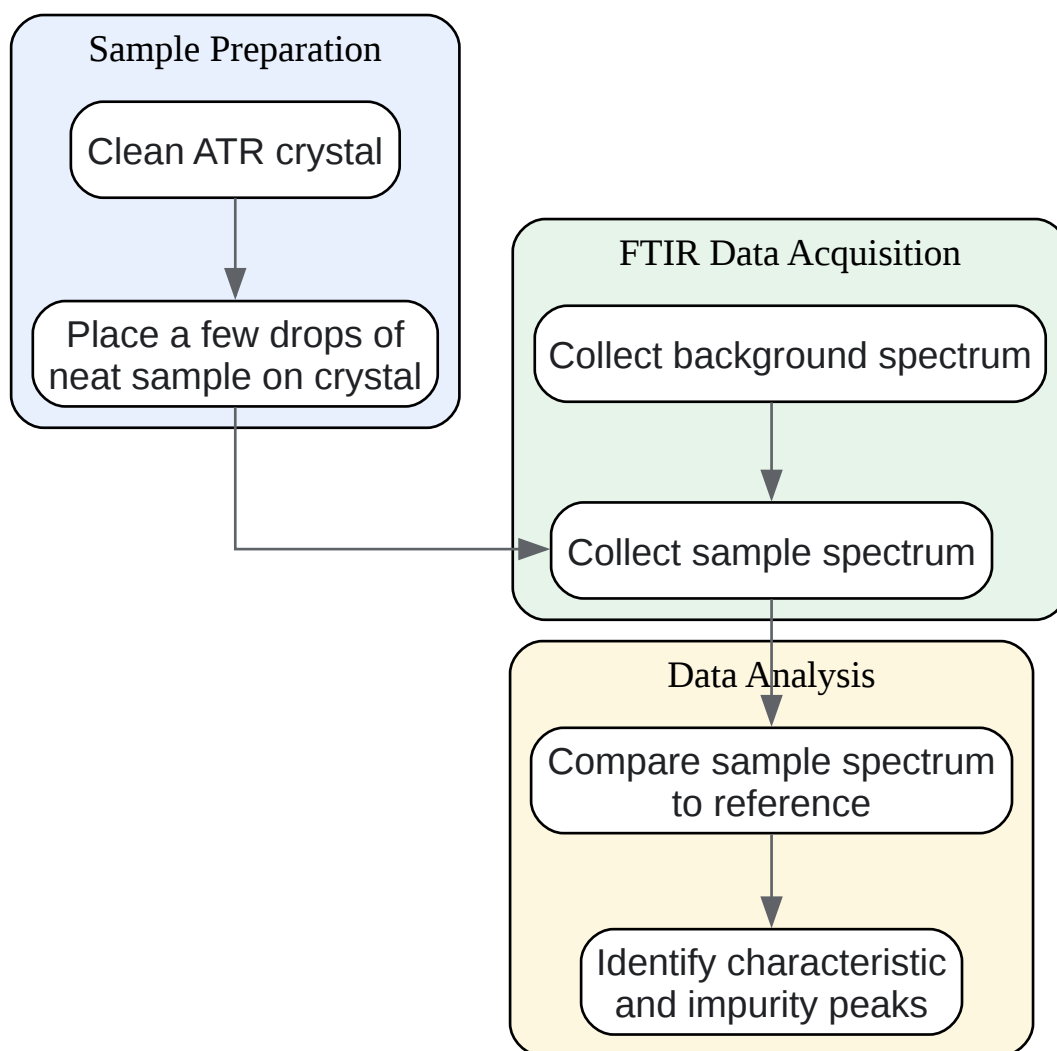 Sample Preparation
Clean ATR crystal
Place a few drops of
neat sample on crystal
FTIR Data Acquisition
Collect background spectrum
Collect sample spectrum
Data Analysis
Compare sample spectrum
to reference
Identify characteristic
and impurity peaks